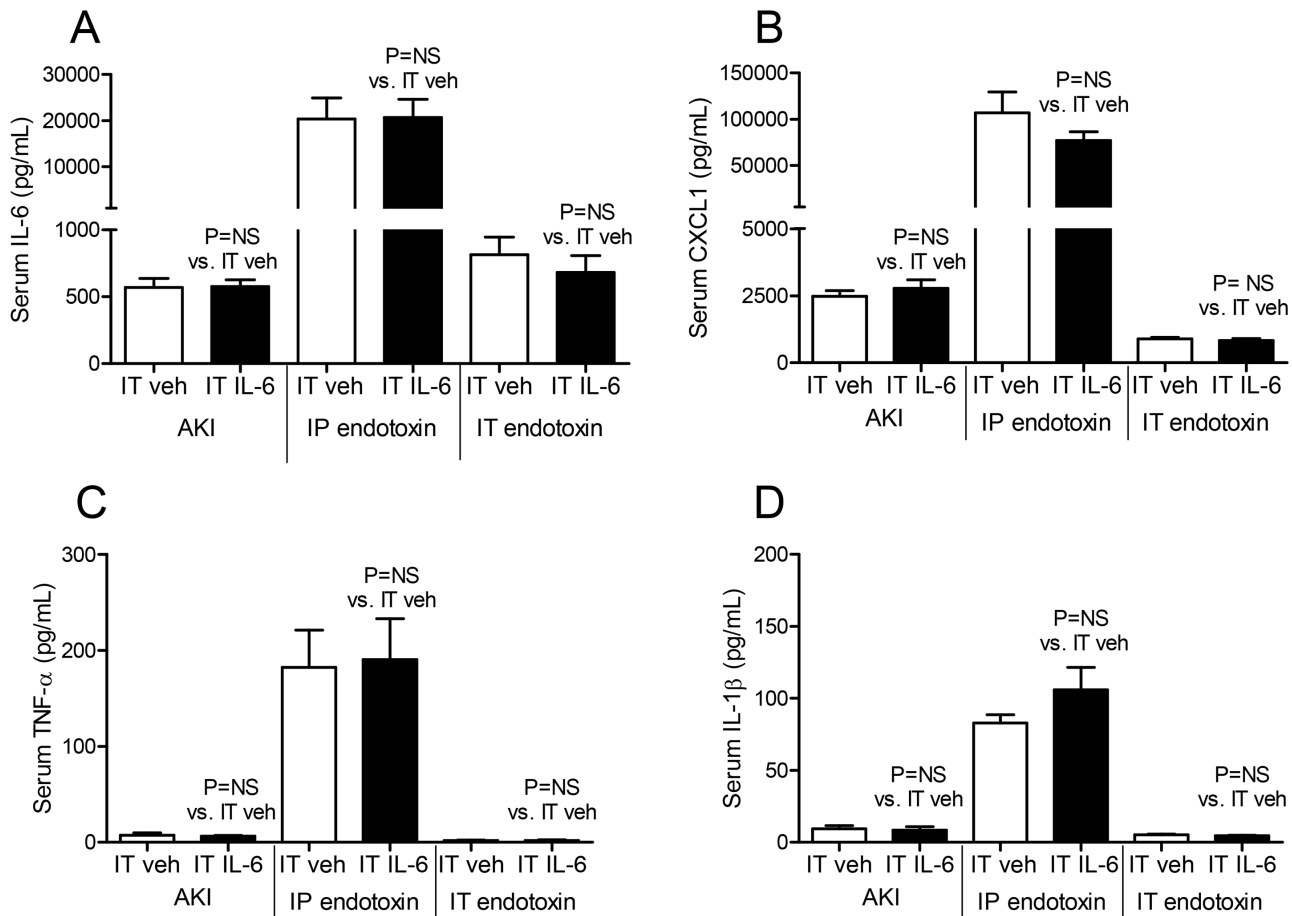 A
Serum IL-6 (pg/mL)
30000
20000
10000
1000
500
0
P=NS
vs. IT veh
P=NS
vs. IT veh
P=NS
vs. IT veh
IT veh IT IL-6 IT veh IT IL-6 IT veh IT IL-6
AKI IP endotoxin IT endotoxin
B
Serum CXCL1 (pg/mL)
150000
100000
50000
5000
2500
0
P=NS
vs. IT veh
P=NS
vs. IT veh
P= NS
vs. IT veh
IT veh IT IL-6 IT veh IT IL-6 IT veh IT IL-6
AKI IP endotoxin IT endotoxin
C
Serum TNF-α (pg/mL)
300
200
100
0
P=NS
vs. IT veh
P=NS
vs. IT veh
P=NS
vs. IT veh
IT veh IT IL-6 IT veh IT IL-6 IT veh IT IL-6
AKI IP endotoxin IT endotoxin
D
Serum IL-1β (pg/mL)
200
150
100
50
0
P=NS
vs. IT veh
P=NS
vs. IT veh
P=NS
vs. IT veh
IT veh IT IL-6 IT veh IT IL-6 IT veh IT IL-6
AKI IP endotoxin IT endotoxin